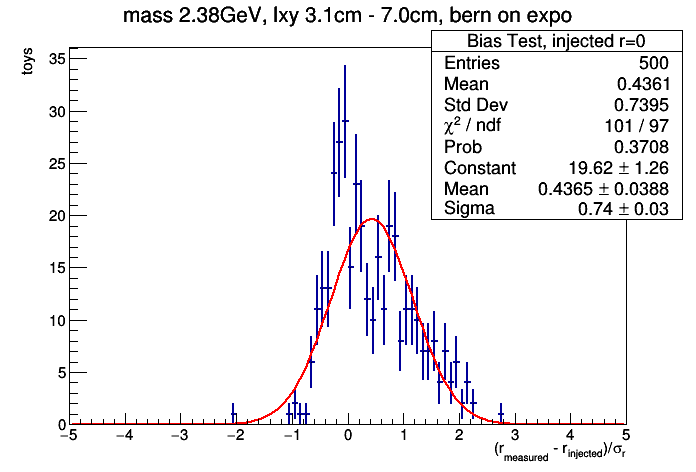 mass 2.38GeV, lxy 3.1cm - 7.0cm, bern on expo
Bias Test, injected r=0
Entries 500
Mean 0.4361
Std Dev 0.7395
χ² / ndf 101 / 97
Prob 0.3708
Constant 19.62 ± 1.26
Mean 0.4365 ± 0.0388
Sigma 0.74 ± 0.03
toys
35
30
25
20
15
10
5
0
−5 −4 −3 −2 −1 0 1 2 3 4 5
(r_measured - r_injected)/σ_r